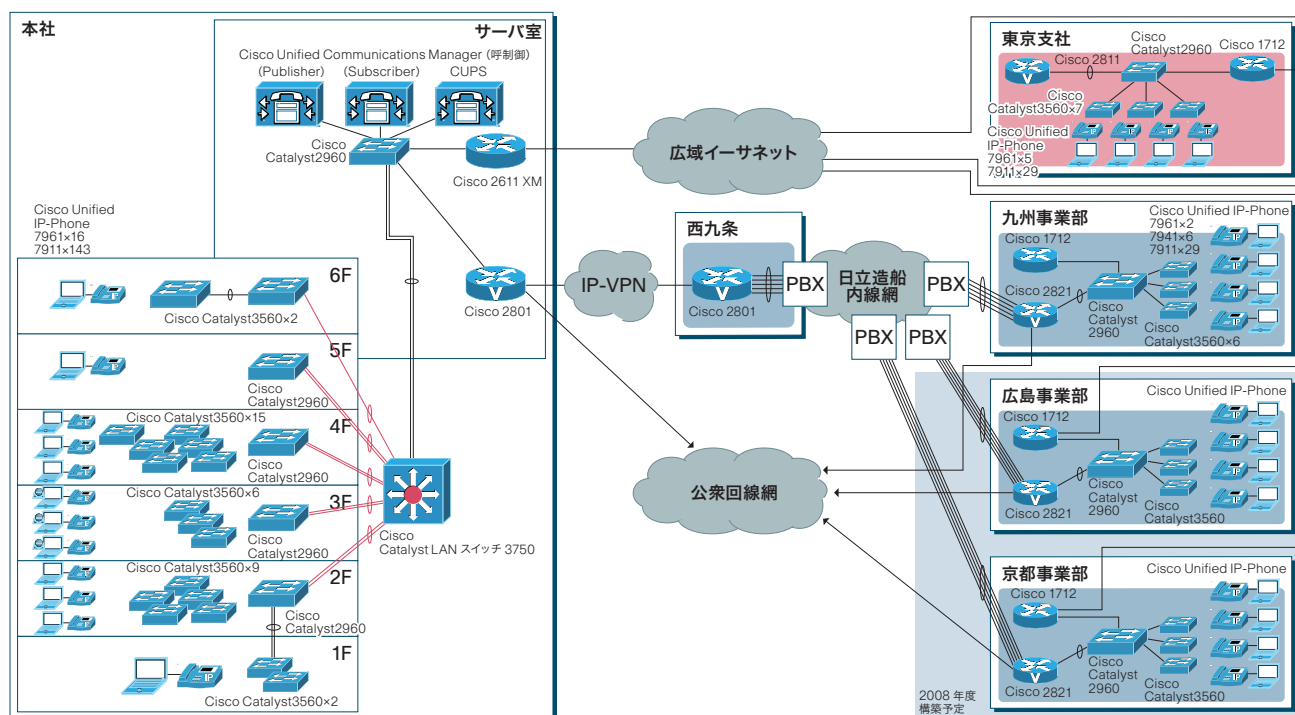 本社
サーバ室
Cisco Unified Communications Manager (呼制御)
(Publisher)
(Subscriber)
CUPS
Cisco
Catalyst2960
Cisco 2611 XM
Cisco Unified
IP-Phone
7961×16
7911×143
Cisco 2801
6F
Cisco Catalyst3560×2
5F
Cisco
Catalyst2960
Cisco Catalyst3560×15
4F
Cisco
Catalyst2960
Cisco Catalyst3560×6
3F
Cisco
Catalyst2960
Cisco
Catalyst LAN スイッチ 3750
Cisco Catalyst3560×9
2F
Cisco
Catalyst2960
1F
IP
Cisco Catalyst3560×2
広域イーサネット
IP-VPN
西九条
Cisco 2801
PBX
日立造船
内線網
PBX
PBX
PBX
公衆回線網
東京支社
Cisco
Catalyst2960
Cisco 1712
Cisco 2811
Cisco
Catalyst3560×7
Cisco Unified
IP-Phone
7961×5
7911×29
九州事業部
Cisco Unified IP-Phone
7961×2
7941×6
7911×29
Cisco 1712
Cisco 2821
Cisco
Catalyst
2960
Cisco
Catalyst3560×6
広島事業部
Cisco Unified IP-Phone
Cisco 1712
Cisco 2821
Cisco
Catalyst
2960
Cisco
Catalyst3560
京都事業部
Cisco Unified IP-Phone
Cisco 1712
Cisco 2821
Cisco
Catalyst
2960
Cisco
Catalyst3560
2008 年度
構築予定